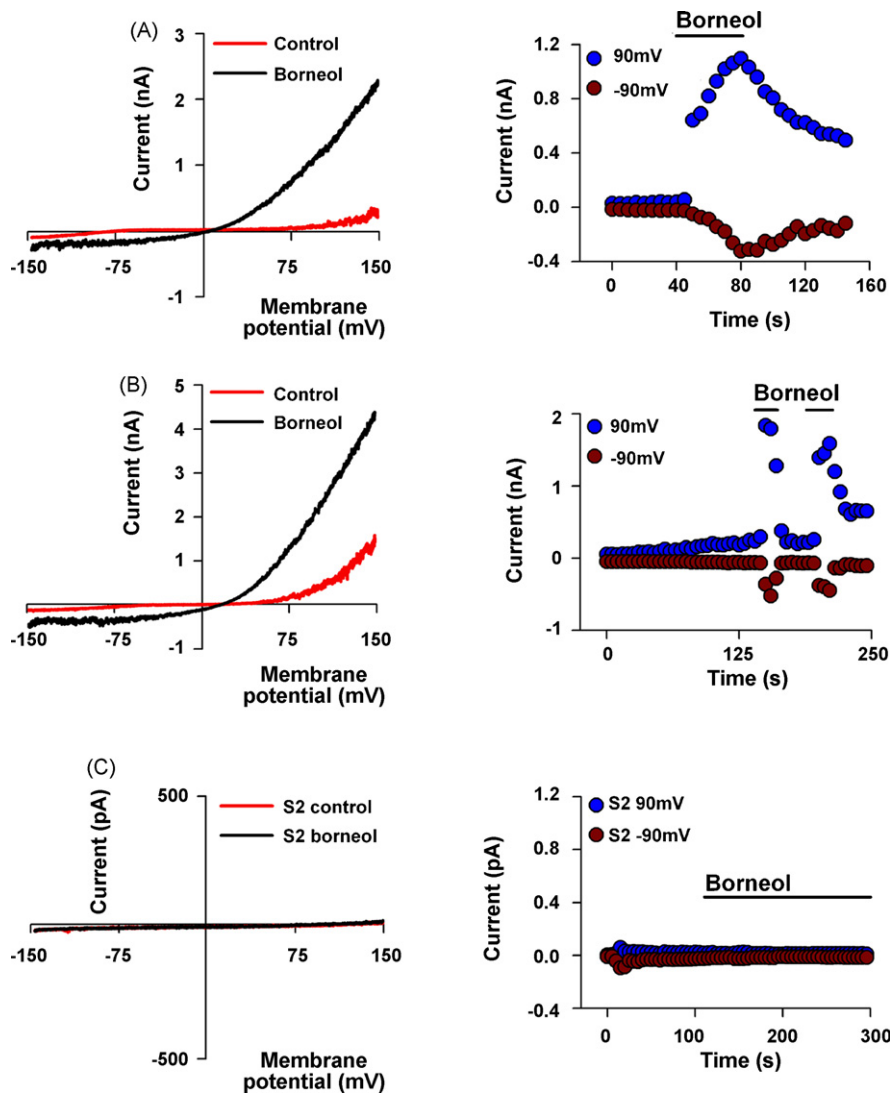 (A)
Current (nA)
3
2
1
-1
-150
-75
75
150
Control
Borneol
Membrane
potential (mV)
Borneol
Current (nA)
1.2
0.8
0.4
0.0
-0.4
90mV
-90mV
0
40
80
120
160
Time (s)
(B)
Current (nA)
5
4
3
2
1
-1
-150
-75
75
150
Control
Borneol
Membrane
potential (mV)
Borneol
Current (nA)
2
1
0
-1
90mV
-90mV
0
125
250
Time (s)
(C)
Current (pA)
500
-500
-150
-75
75
150
S2 control
S2 borneol
Membrane
potential (mV)
Current (pA)
1.2
0.8
0.4
0.0
-0.4
S2 90mV
S2 -90mV
Borneol
0
100
200
300
Time (s)